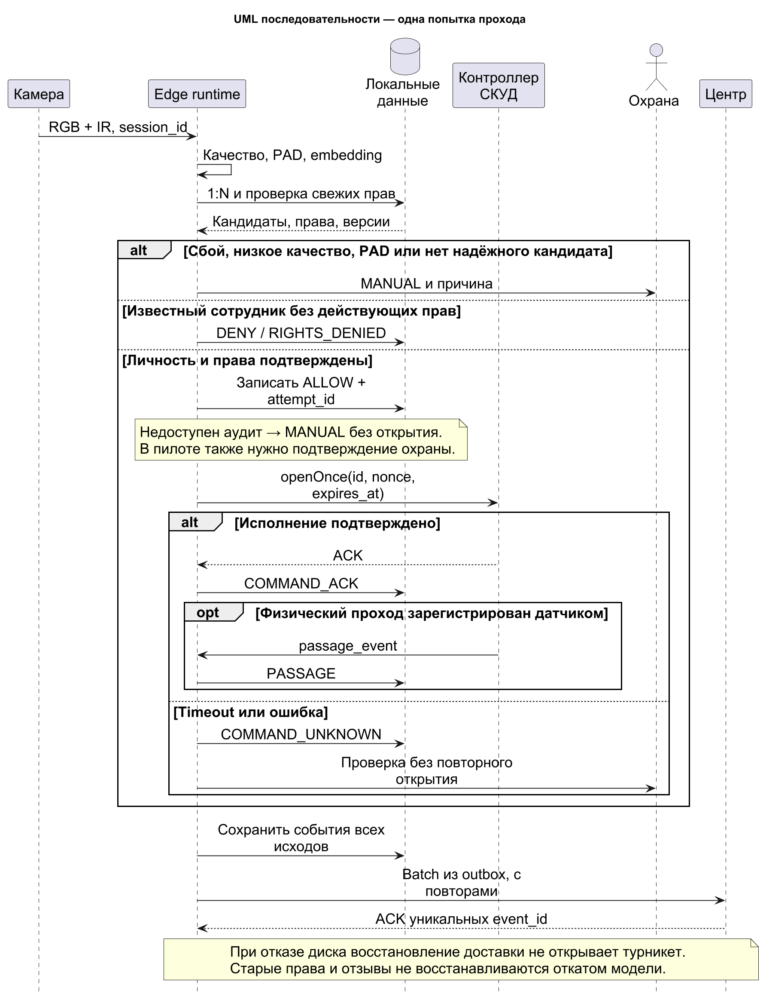 UML последовательности — одна попытка прохода
Камера
Edge runtime
Локальные
данные
Контроллер
СКУД
Охрана
Центр
RGB + IR, session_id
Качество, PAD, embedding
1:N и проверка свежих прав
Кандидаты, права, версии
alt [Сбой, низкое качество, PAD или нет надёжного кандидата]
MANUAL и причина
[Известный сотрудник без действующих прав]
DENY / RIGHTS_DENIED
[Личность и права подтверждены]
Записать ALLOW +
attempt_id
Недоступен аудит → MANUAL без открытия.
В пилоте также нужно подтверждение охраны.
openOnce(id, nonce,
expires_at)
alt [Исполнение подтверждено]
ACK
COMMAND_ACK
opt [Физический проход зарегистрирован датчиком]
passage_event
PASSAGE
[Timeout или ошибка]
COMMAND_UNKNOWN
Проверка без повторного
открытия
Сохранить события всех
исходов
Batch из outbox, с
повторами
ACK уникальных event_id
При отказе диска восстановление доставки не открывает турникет.
Старые права и отзывы не восстанавливаются откатом модели.